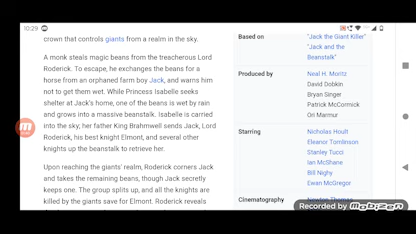 10:29
crown that controls giants from a realm in the sky.
A monk steals magic beans from the treacherous Lord
Roderick. To escape, he exchanges the beans for a
horse from an orphaned farm boy Jack, and warns him
not to get them wet. While Princess Isabelle seeks
shelter at Jack's home, one of the beans is wet by rain
and grows into a massive beanstalk. Isabelle is carried
into the sky; her father King Brahmwell sends Jack, Lord
Roderick, his best knight Elmont, and several other
knights up the beanstalk to retrieve her.
Upon reaching the giants' realm, Roderick corners Jack
and takes the remaining beans, though Jack secretly
keeps one. The group splits up, and all the knights are
killed by the giants save for Elmont. Roderick reveals
Based on
"Jack the Giant Killer"
"Jack and the
Beanstalk"
Produced by
Neal H. Moritz
David Dobkin
Bryan Singer
Patrick McCormick
Ori Marmur
Starring
Nicholas Hoult
Eleanor Tomlinson
Stanley Tucci
Ian McShane
Bill Nighy
Ewan McGregor
Cinematography
Newton Thomas
Recorded by Mobizen